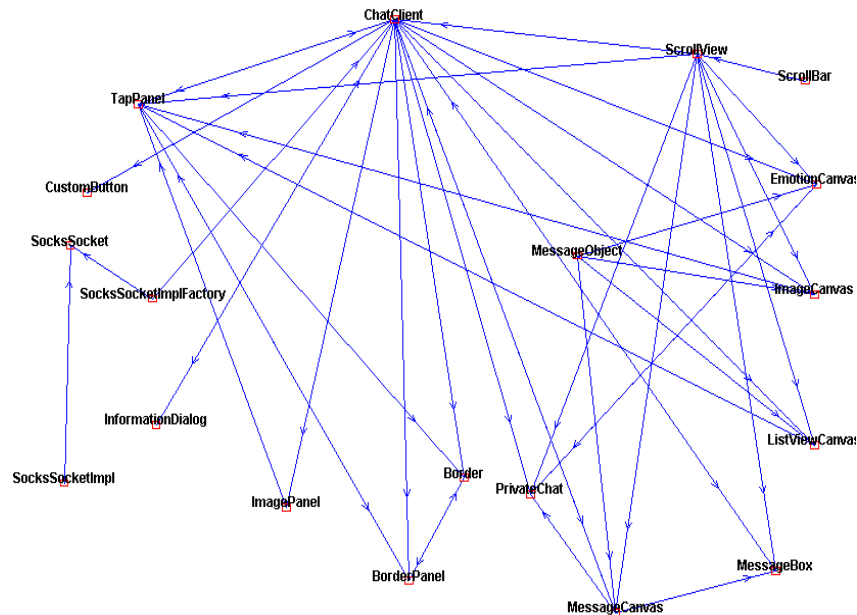 ChatClient
ScrollView
ScrollBar
TapPanel
EmotionCanvas
CustomButton
SocksSocket
MessageObject
SocksSocketImplFactory
ImageCanvas
InformationDialog
ListViewCanvas
SocksSocketImpl
ImagePanel
Border
PrivateChat
BorderPanel
MessageBox
MessageCanvas